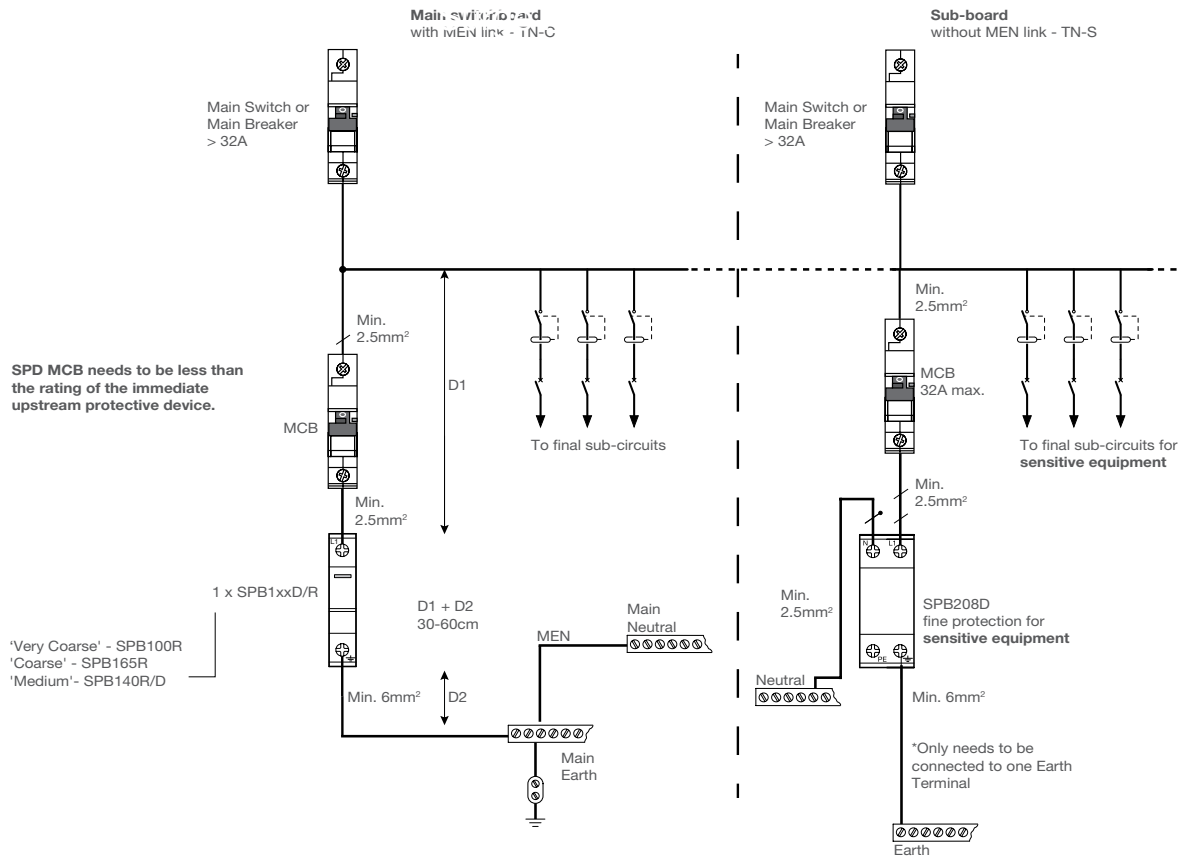 Main switchboard
with MEN link - TN-C
Main Switch or
Main Breaker
> 32A
Min.
2.5mm²
SPD MCB needs to be less than
the rating of the immediate
upstream protective device.
MCB
D1
To final sub-circuits
Min.
2.5mm²
L1
1 x SPB1xxD/R
'Very Coarse' - SPB100R
'Coarse' - SPB165R
'Medium'- SPB140R/D
D1 + D2
30-60cm
MEN
Main
Neutral
Min. 6mm²
D2
Main
Earth
Sub-board
without MEN link - TN-S
Main Switch or
Main Breaker
> 32A
Min.
2.5mm²
MCB
32A max.
To final sub-circuits for
sensitive equipment
Min.
2.5mm²
N L1
Min.
2.5mm²
SPB208D
fine protection for
sensitive equipment
PE
Neutral
Min. 6mm²
*Only needs to be
connected to one Earth
Terminal
Earth